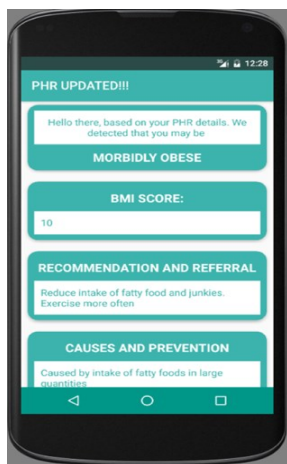 12:28
PHR UPDATED!!!
Hello there, based on your PHR details. We
detected that you may be
MORBIDLY OBESE
BMI SCORE:
10
RECOMMENDATION AND REFERRAL
Reduce intake of fatty food and junkies.
Exercise more often
CAUSES AND PREVENTION
Caused by intake of fatty foods in large
quantities